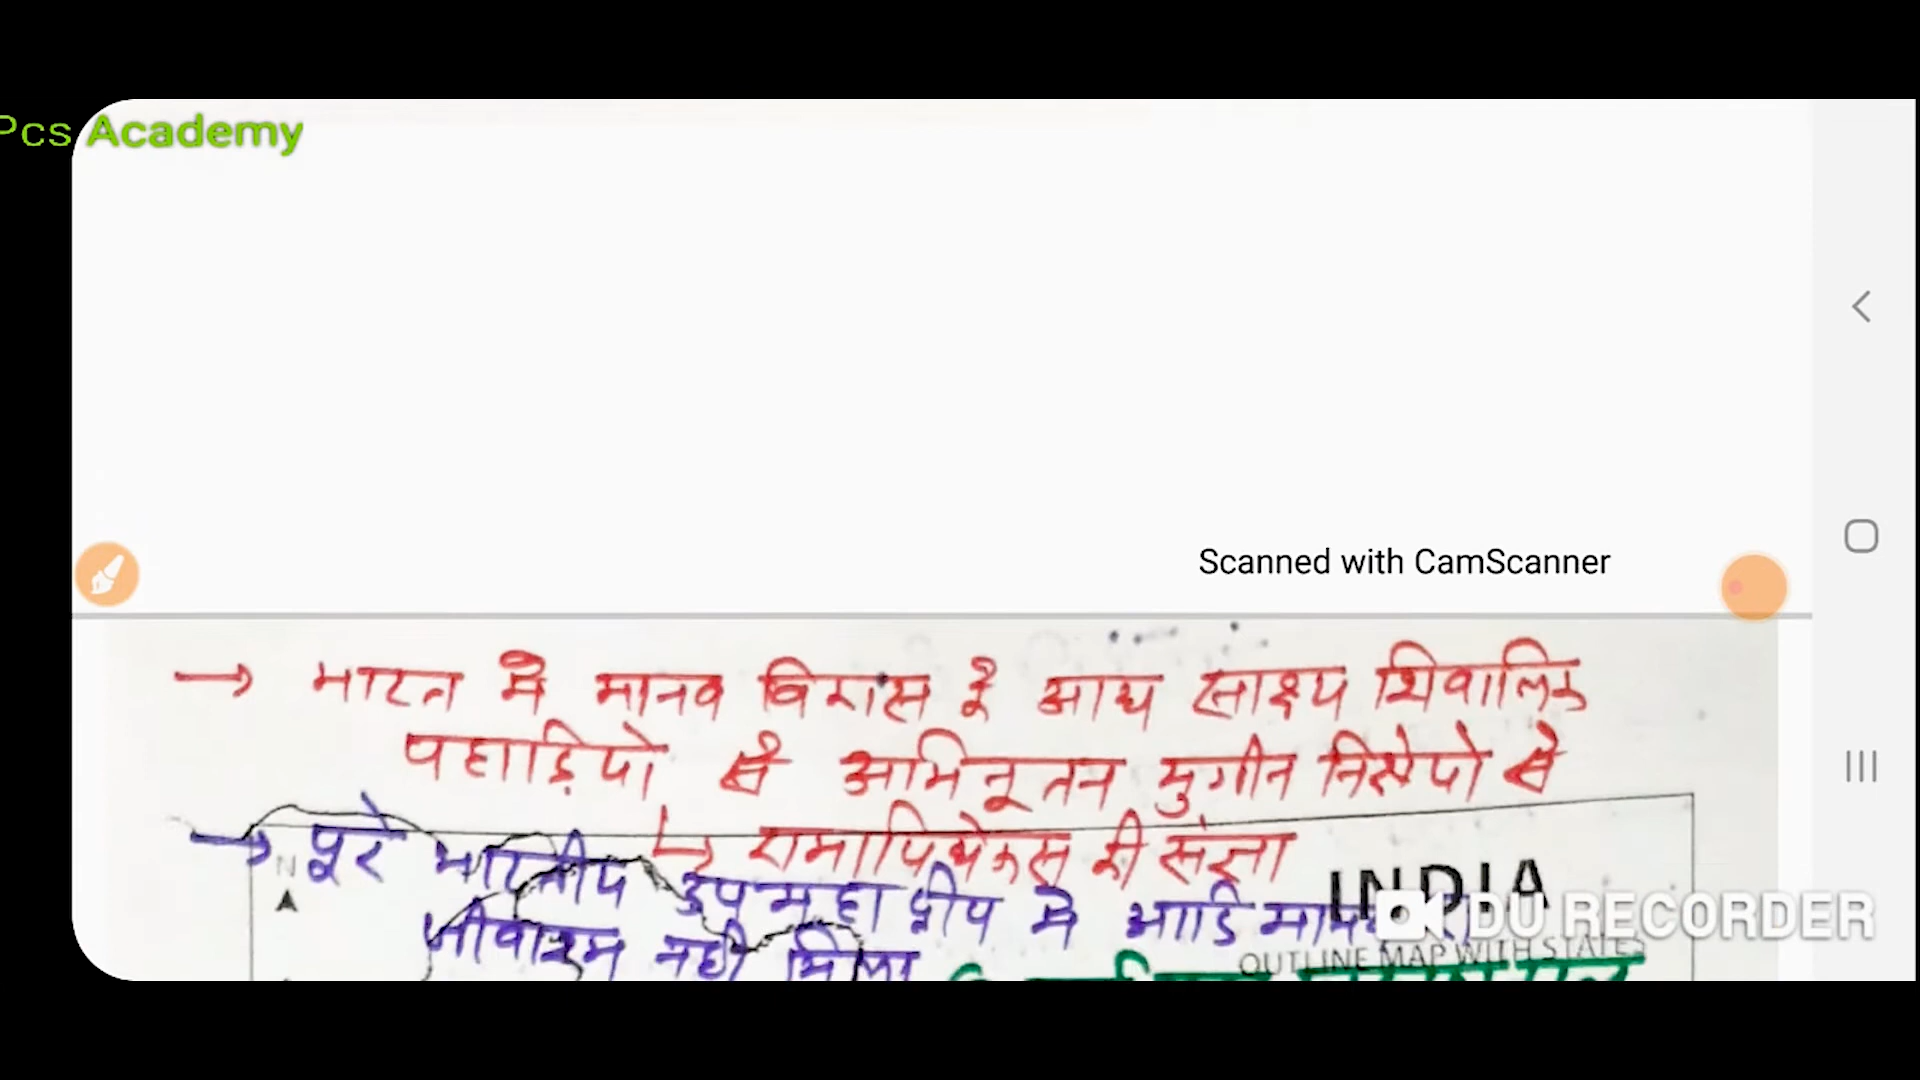 Pcs Academy
Scanned with CamScanner
→ भारत मे मानव विकास के आद्य साक्ष्य शिवालिक
पहाड़ियो से अभिनूतन युगीन निक्षेपो से
↳ रामापिथेकस की संज्ञा
→ पूरे भारतीय उपमहाद्वीप मे आदि मानव
जीवाश्म नही मिला
N
INDIA
OUTLINE MAP WITH STATES
DU RECORDER